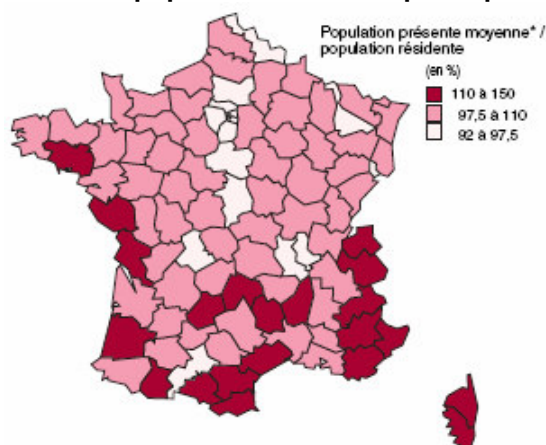 Population présente moyenne* /
population résidente
(en %)
110 à 150
97,5 à 110
92 à 97,5